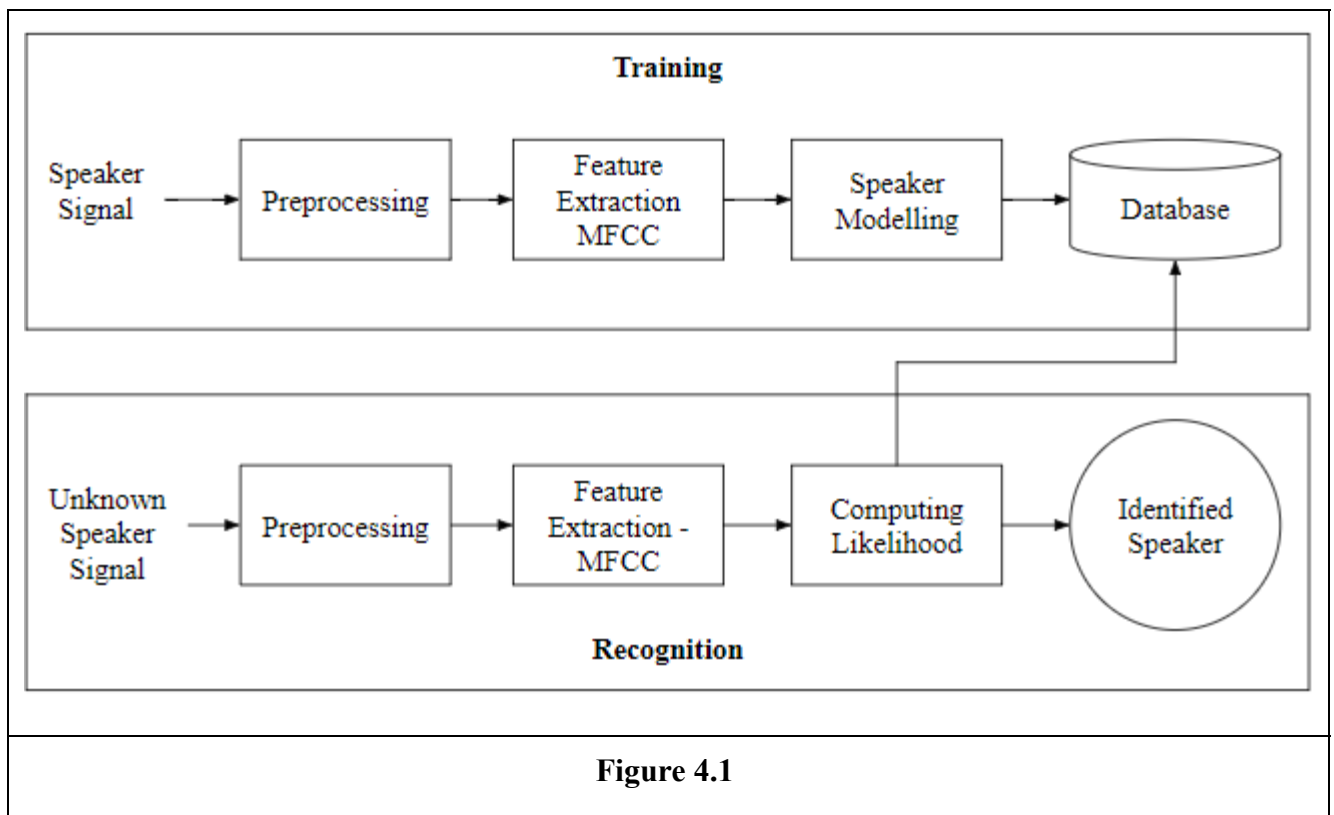 Training
Speaker
Signal
Preprocessing
Feature
Extraction
MFCC
Speaker
Modelling
Database
Unknown
Speaker
Signal
Preprocessing
Feature
Extraction -
MFCC
Computing
Likelihood
Identified
Speaker
Recognition
Figure 4.1